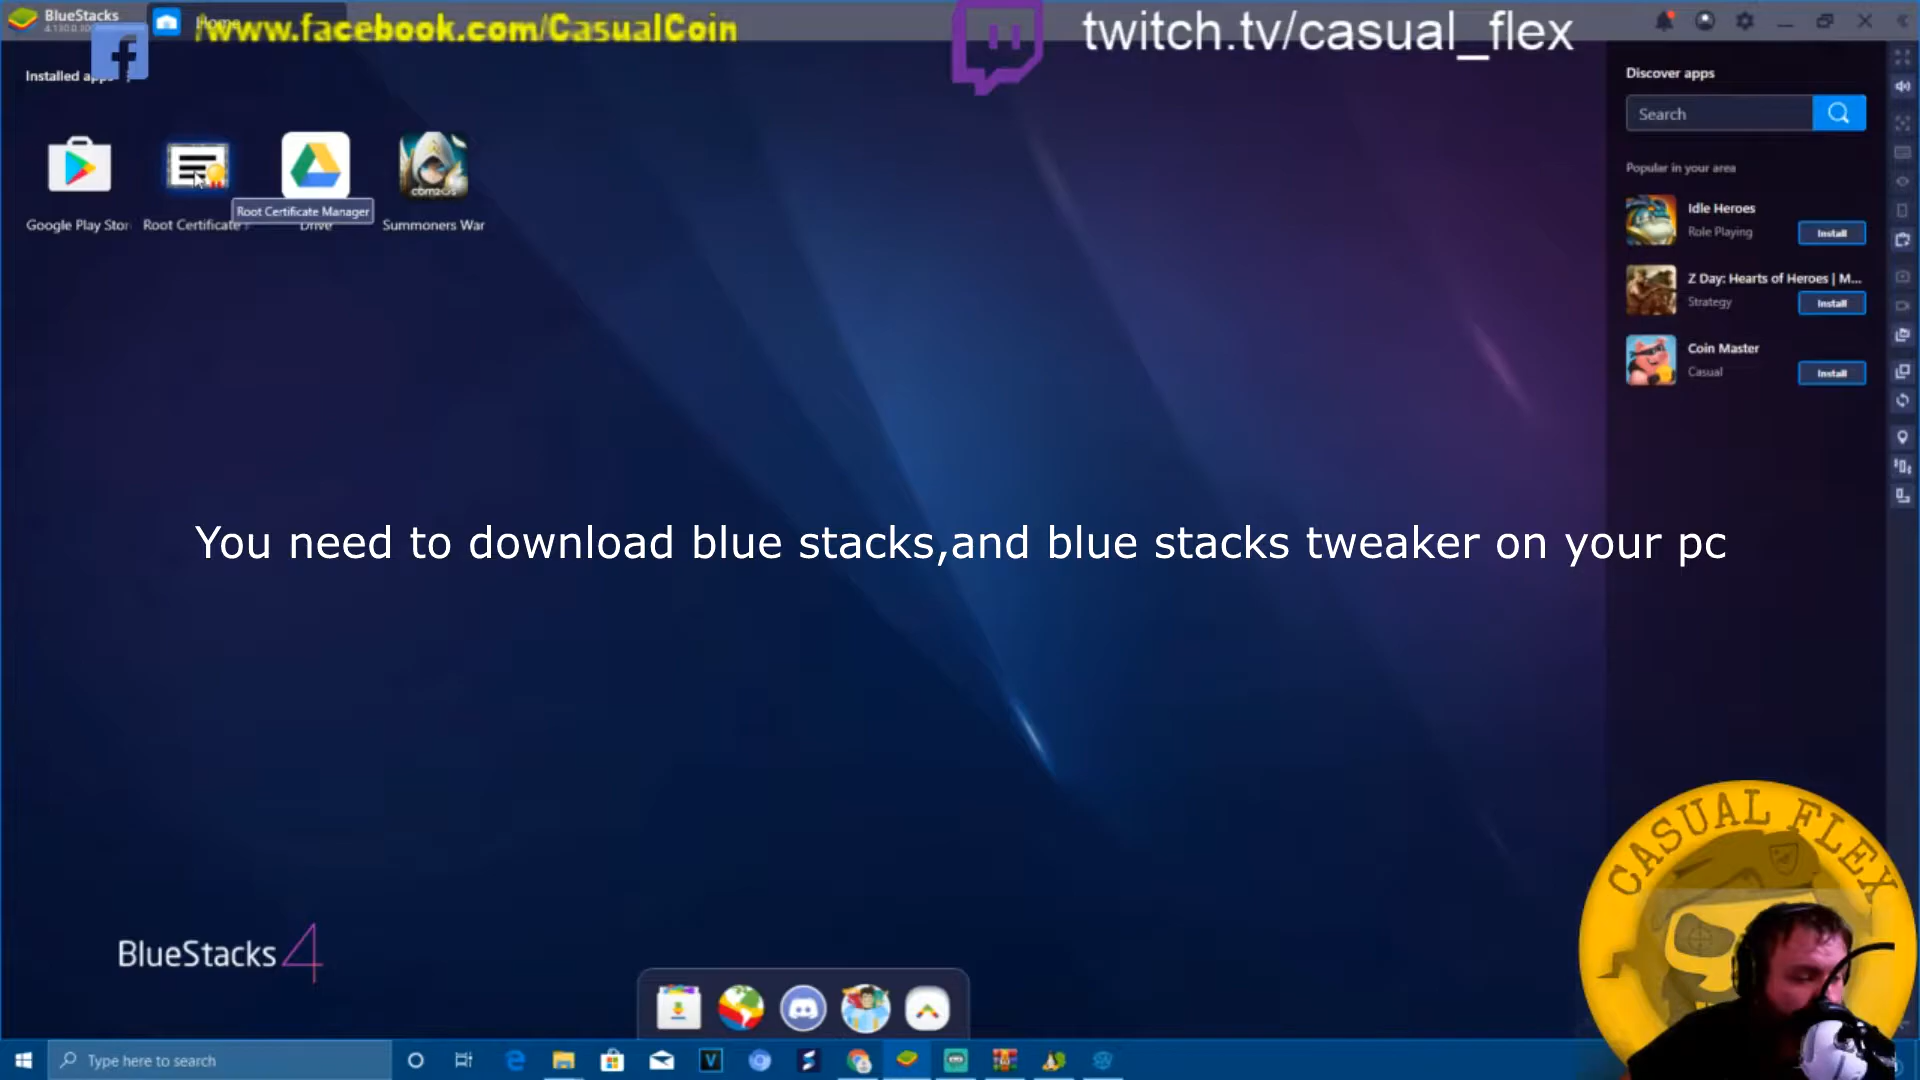 BlueStacks
Home
/www.facebook.com/CasualCoin
twitch.tv/casual_flex
Installed apps
Discover apps
Search
Popular in your area
Idle Heroes
Role Playing
Install
Z Day: Hearts of Heroes | M...
Strategy
Install
Coin Master
Casual
Install
com2us
Root Certificate Manager
Google Play Stor
Root Certificate
Drive
Summoners War
You need to download blue stacks,and blue stacks tweaker on your pc
CASUAL FLEX
BlueStacks 4
Type here to search